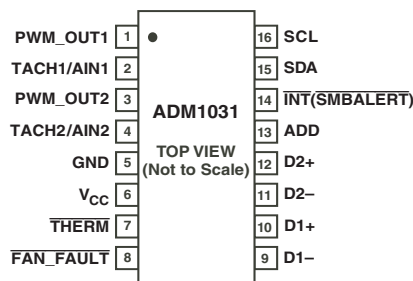 PWM_OUT1 1
TACH1/AIN1 2
PWM_OUT2 3
TACH2/AIN2 4
GND 5
VCC 6
THERM 7
FAN_FAULT 8
ADM1031
TOP VIEW
(Not to Scale)
16 SCL
15 SDA
14 INT(SMBALERT)
13 ADD
12 D2+
11 D2–
10 D1+
9 D1–